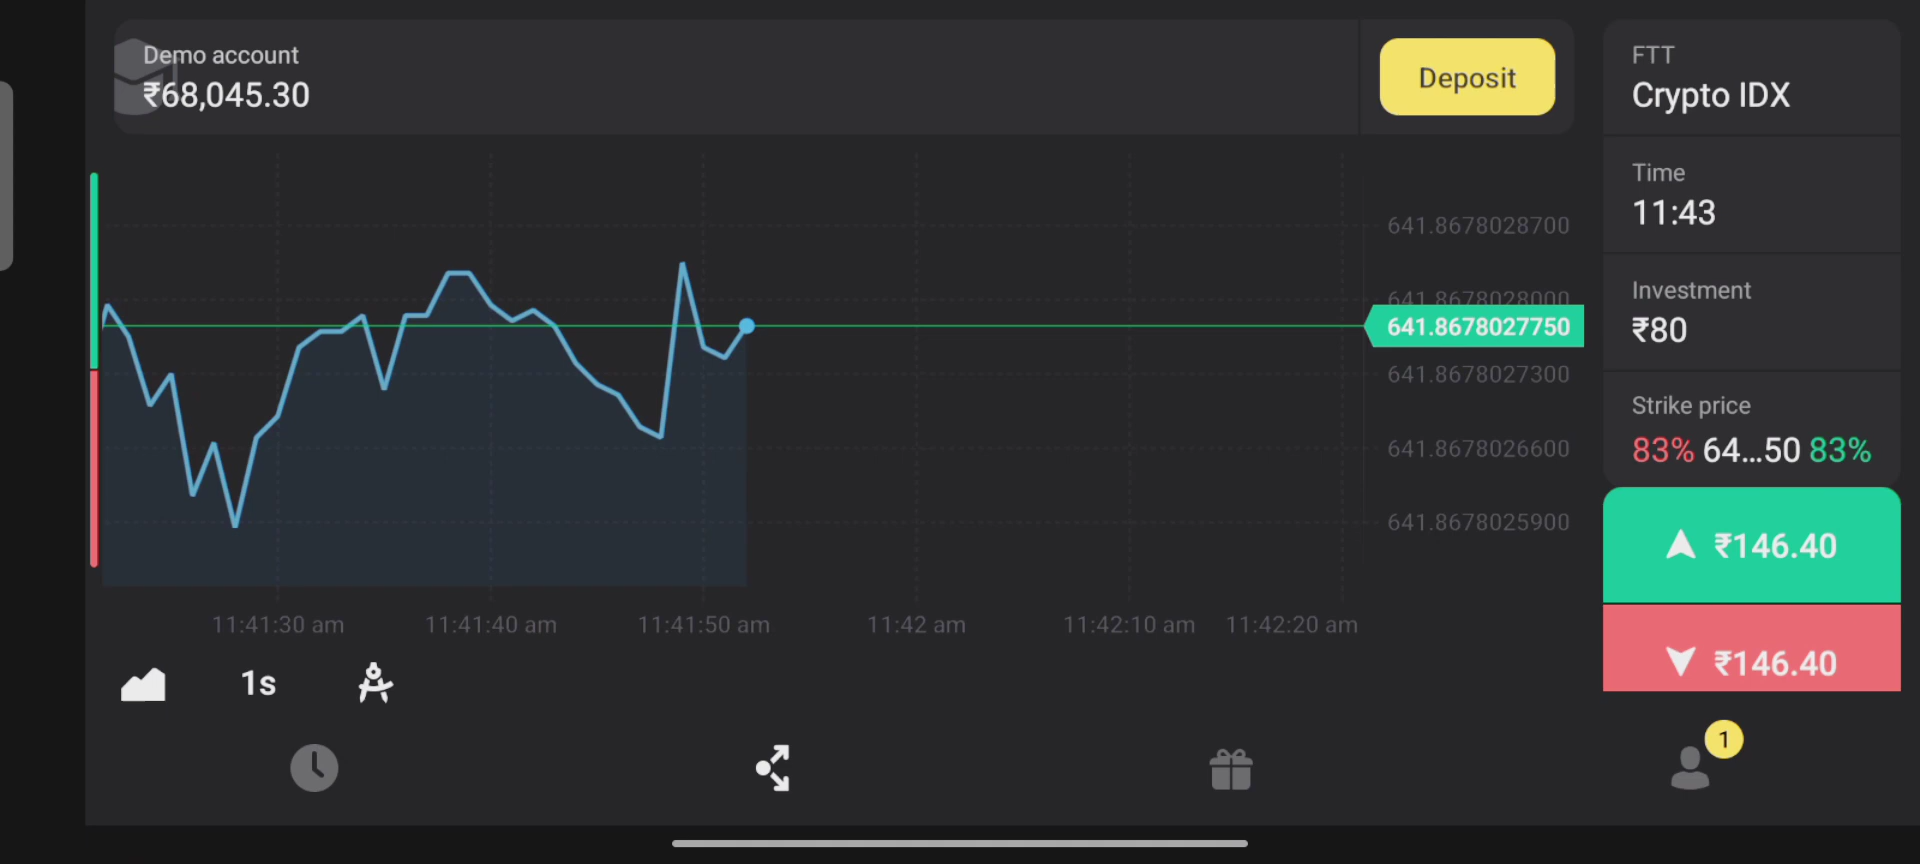 Demo account
₹68,045.30
Deposit
FTT
Crypto IDX
Time
11:43
Investment
₹80
Strike price
83% 64...50 83%
₹146.40
₹146.40
641.8678028700
641.8678028000
641.8678027750
641.8678027300
641.8678026600
641.8678025900
11:41:30 am
11:41:40 am
11:41:50 am
11:42 am
11:42:10 am
11:42:20 am
1s
1